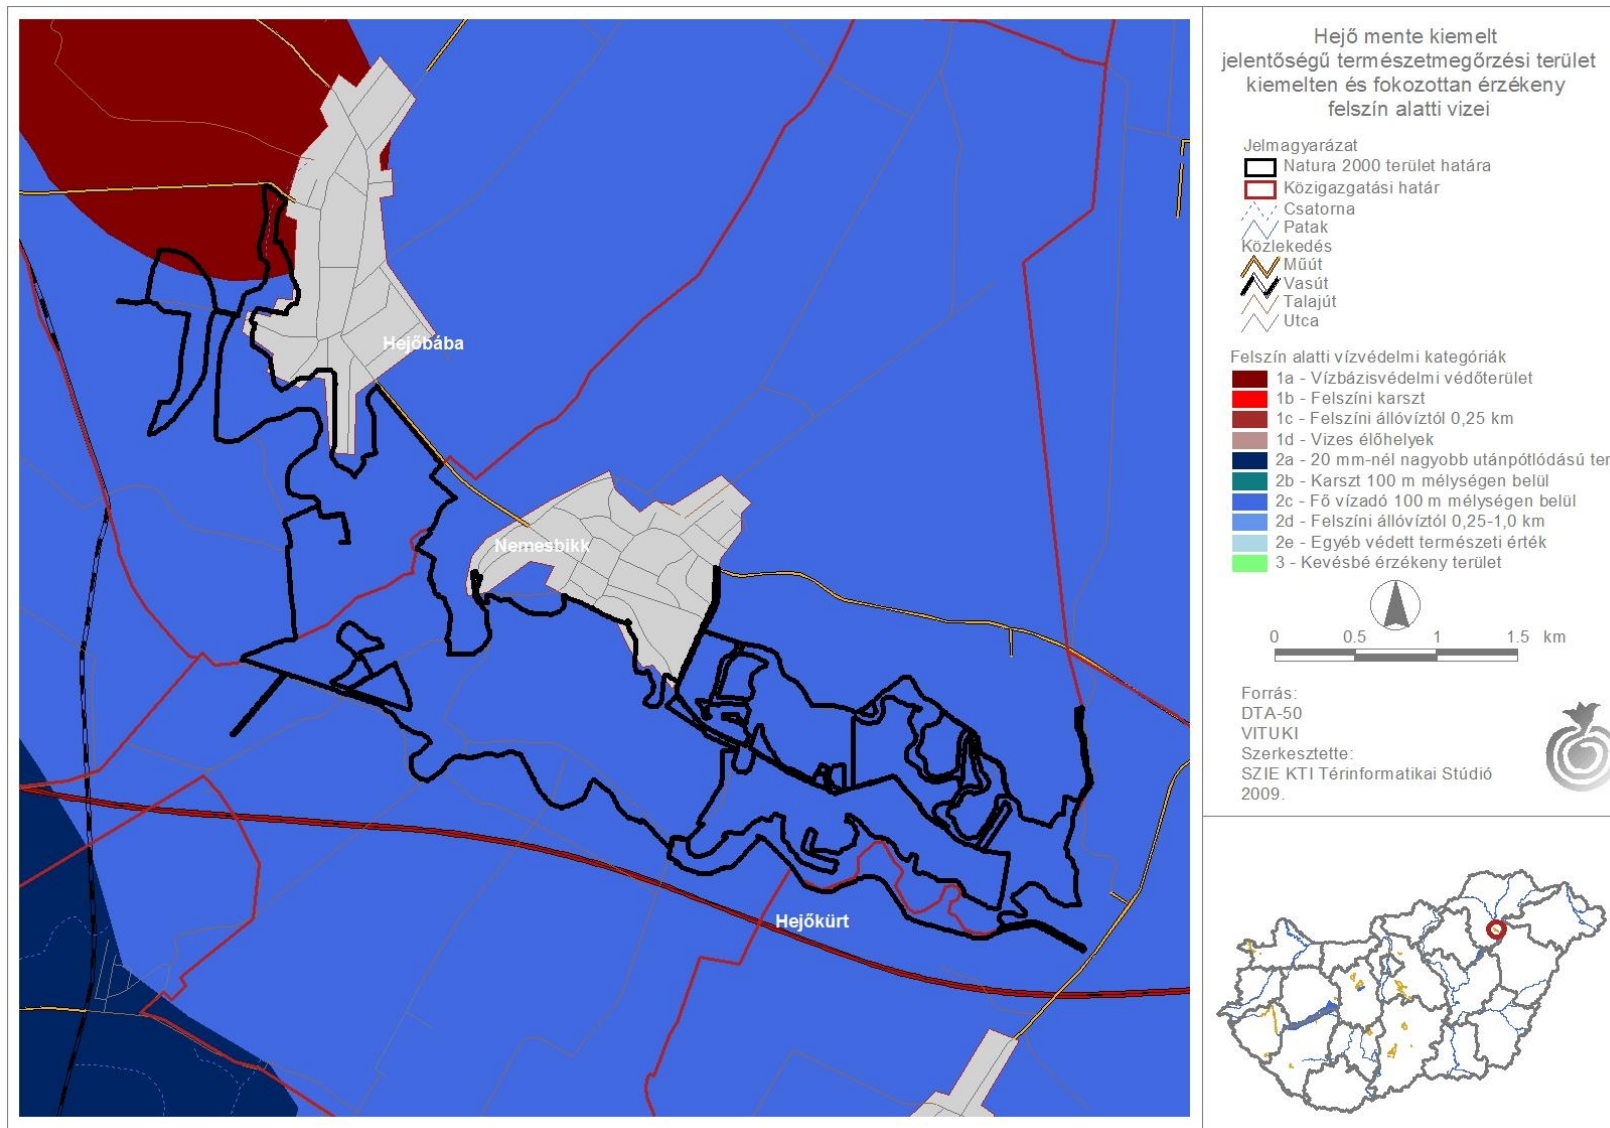 Hejő mente kiemelt
jelentőségű természetmegőrzési terület
kiemelten és fokozottan érzékeny
felszín alatti vizei
Jelmagyarázat
Natura 2000 terület határa
Közigazgatási határ
Csatorna
Patak
Közlekedés
Műút
Vasút
Talajút
Utca
Felszín alatti vízvédelmi kategóriák
1a - Vízbázisvédelmi védőterület
1b - Felszíni karszt
1c - Felszíni állóvíztól 0,25 km
1d - Vizes élőhelyek
2a - 20 mm-nél nagyobb utánpótlódású ter
2b - Karszt 100 m mélységen belül
2c - Fő vízadó 100 m mélységen belül
2d - Felszíni állóvíztól 0,25-1,0 km
2e - Egyéb védett természeti érték
3 - Kevésbé érzékeny terület
0 0.5 1 1.5 km
Forrás:
DTA-50
VITUKI
Szerkesztette:
SZIE KTI Térinformatikai Stúdió
2009.
Hejőbába
Nemesbikk
Hejőkürt